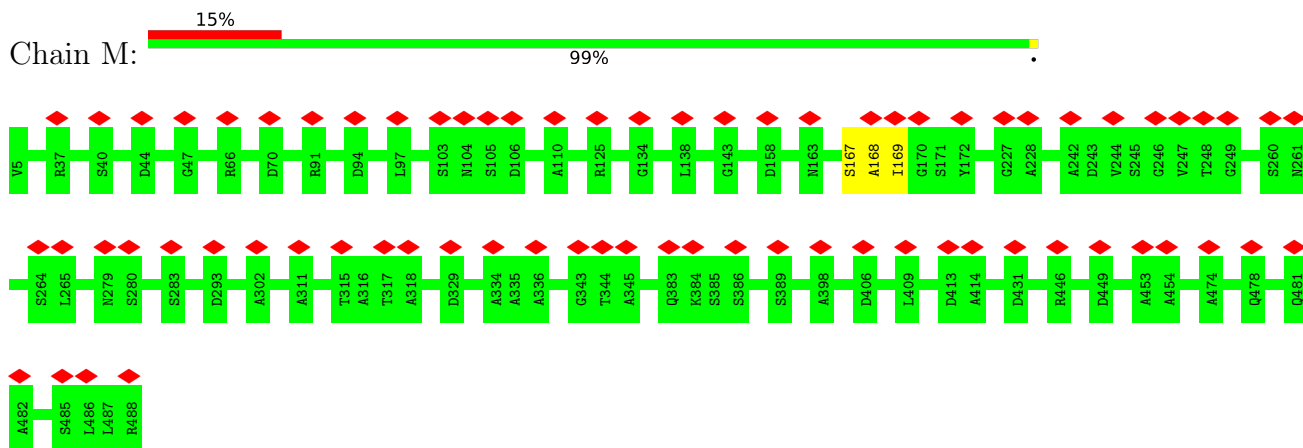 15%
Chain M:
99%
.
V5 R37 S40 D44 G47 R66 D70 R91 D94 L97 S103 N104 S105 D106 A110 R125 G134 L138 G143 D158 N163 S167 A168 I169 G170 S171 Y172 G227 A228 A242 D243 V244 S245 G246 V247 T248 G249 S260 N261
S264 L265 N279 S280 S283 D293 A302 A311 T315 A316 T317 A318 D329 A334 A335 A336 G343 T344 A345 Q383 K384 S385 S386 S389 A398 D406 L409 D413 A414 D431 R446 D449 A453 A454 A474 Q478 Q481
A482 S485 L486 L487 R488